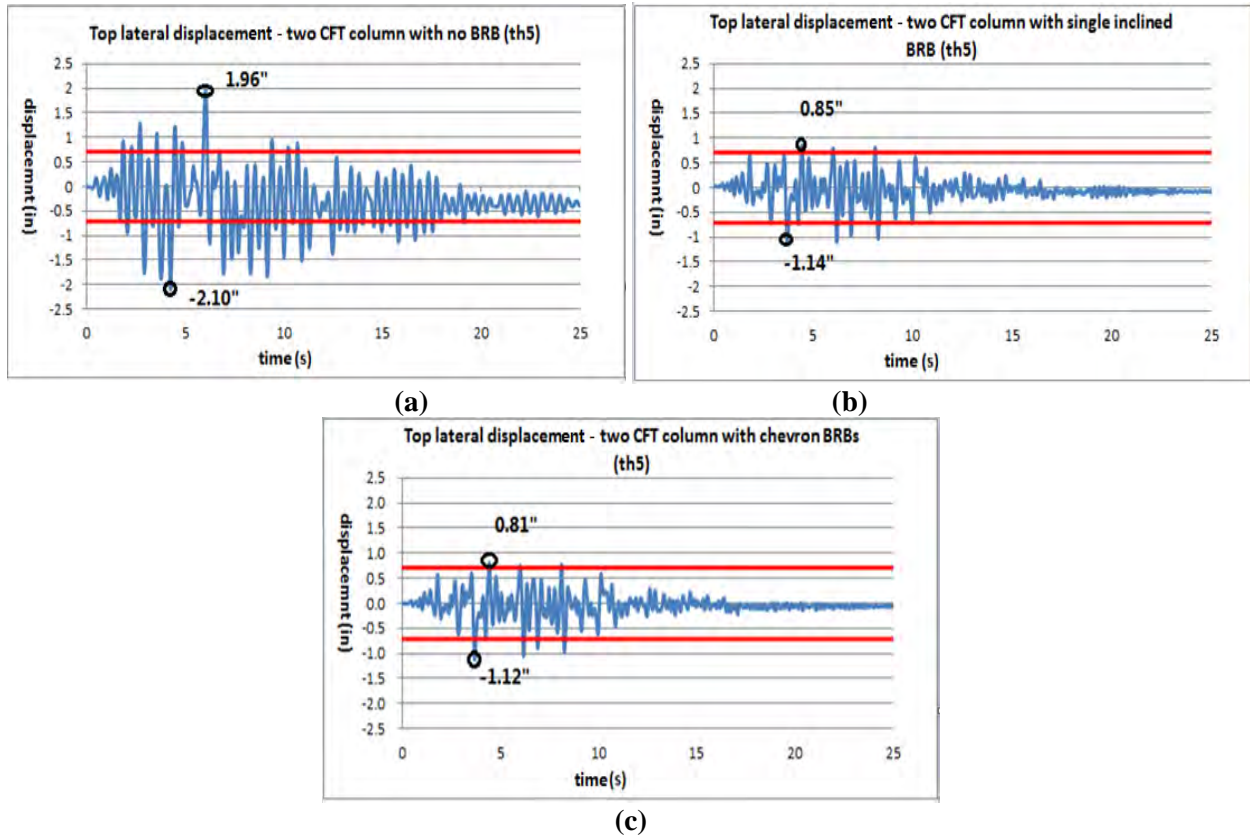 Top lateral displacement - two CFT column with no BRB (th5)
displacemnt (in)
2.5
2
1.5
1
0.5
0
-0.5
-1
-1.5
-2
-2.5
1.96"
-2.10"
0 5 10 15 20 25
time (s)
(a)
Top lateral displacement - two CFT column with single inclined
BRB (th5)
displacemnt (in)
2.5
2
1.5
1
0.5
0
-0.5
-1
-1.5
-2
-2.5
0.85"
-1.14"
0 5 10 15 20 25
time (s)
(b)
Top lateral displacement - two CFT column with chevron BRBs
(th5)
displacemnt (in)
2.5
2.0
1.5
1.0
0.5
0.0
-0.5
-1.0
-1.5
-2.0
-2.5
0.81"
-1.12"
0 5 10 15 20 25
time (s)
(c)